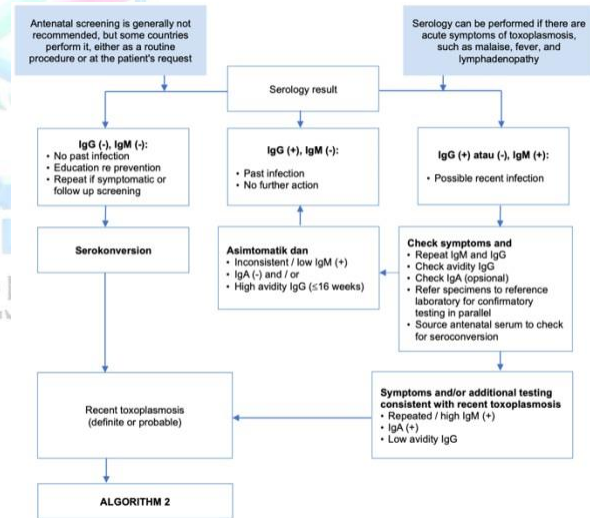 Antenatal screening is generally not
recommended, but some countries
perform it, either as a routine
procedure or at the patient's request
Serology can be performed if there are
acute symptoms of toxoplasmosis,
such as malaise, fever, and
lymphadenopathy
Serology result
IgG (-), IgM (-):
• No past infection
• Education re prevention
• Repeat if symptomatic or
follow up screening
IgG (+), IgM (-):
• Past infection
• No further action
IgG (+) atau (-), IgM (+):
• Possible recent infection
Serokonversion
Asimtomatik dan
• Inconsistent / low IgM (+)
• IgA (-) and / or
• High avidity IgG (≤16 weeks)
Check symptoms and
• Repeat IgM and IgG
• Check avidity IgG
• Check IgA (opsional)
• Refer specimens to reference
laboratory for confirmatory
testing in parallel
• Source antenatal serum to check
for seroconversion
Recent toxoplasmosis
(definite or probable)
Symptoms and/or additional testing
consistent with recent toxoplasmosis
• Repeated / high IgM (+)
• IgA (+)
• Low avidity IgG
ALGORITHM 2